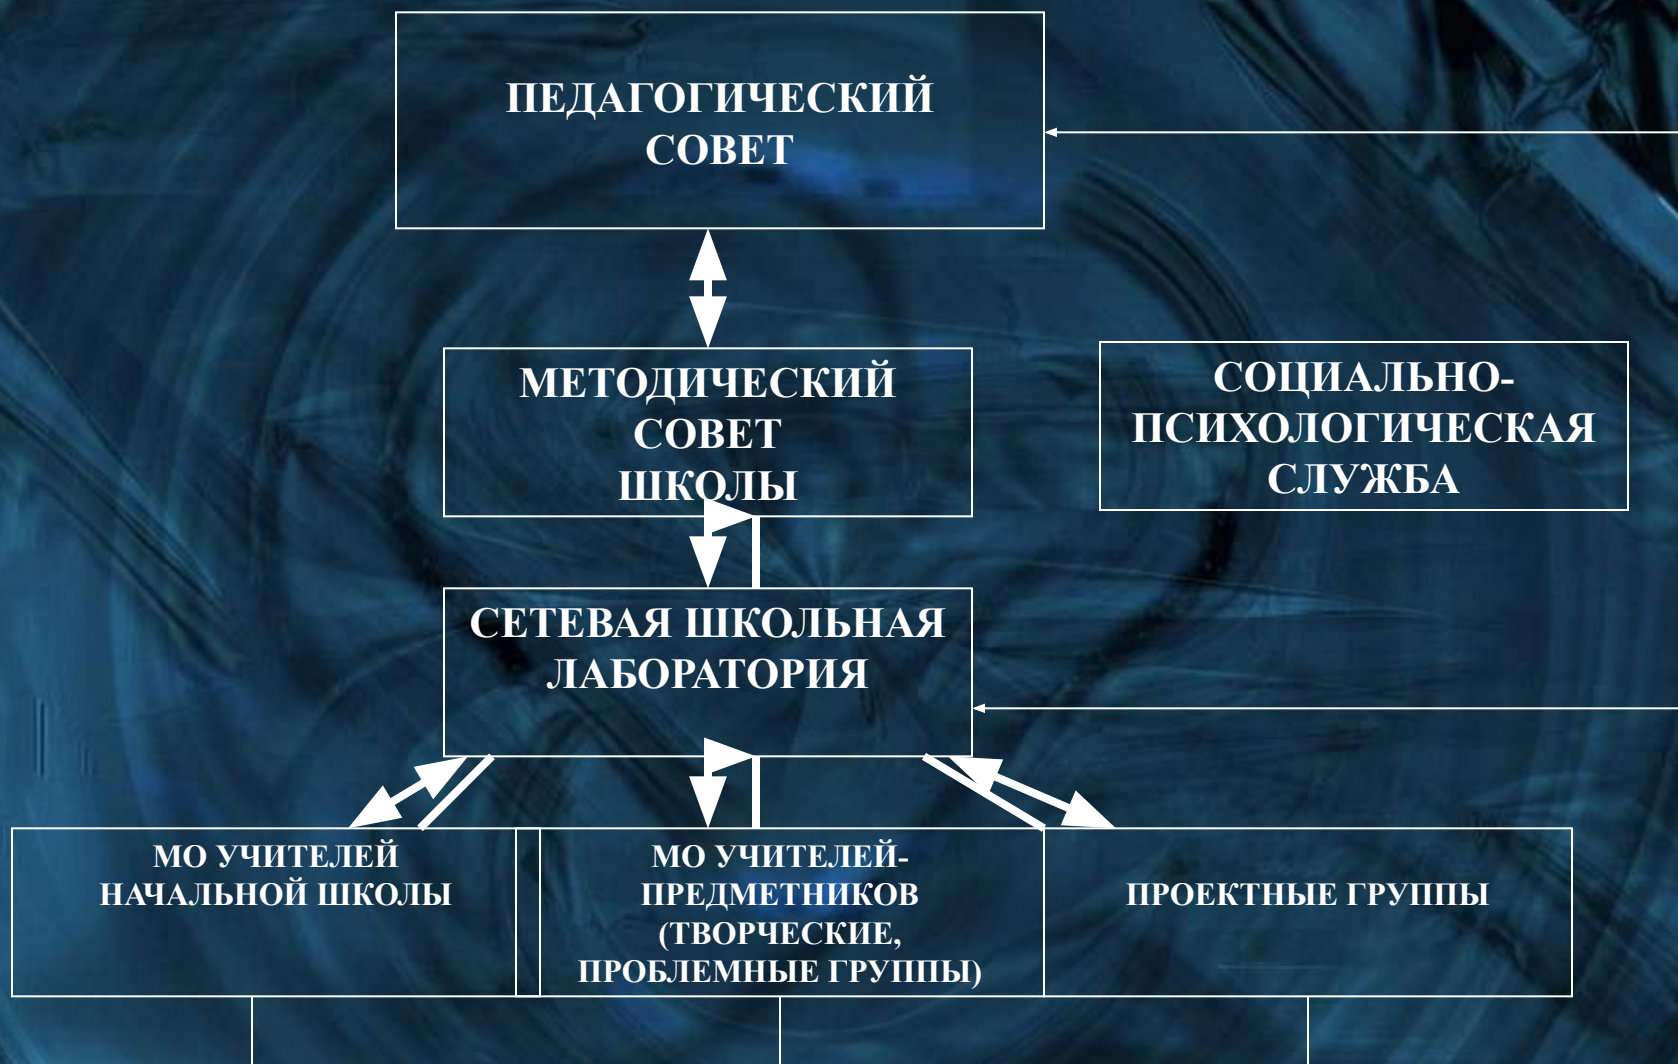 ПЕДАГОГИЧЕСКИЙ
СОВЕТ
МЕТОДИЧЕСКИЙ
СОВЕТ
ШКОЛЫ
СОЦИАЛЬНО-
ПСИХОЛОГИЧЕСКАЯ
СЛУЖБА
СЕТЕВАЯ ШКОЛЬНАЯ
ЛАБОРАТОРИЯ
МО УЧИТЕЛЕЙ
НАЧАЛЬНОЙ ШКОЛЫ
МО УЧИТЕЛЕЙ-
ПРЕДМЕТНИКОВ
(ТВОРЧЕСКИЕ,
ПРОБЛЕМНЫЕ ГРУППЫ)
ПРОЕКТНЫЕ ГРУППЫ